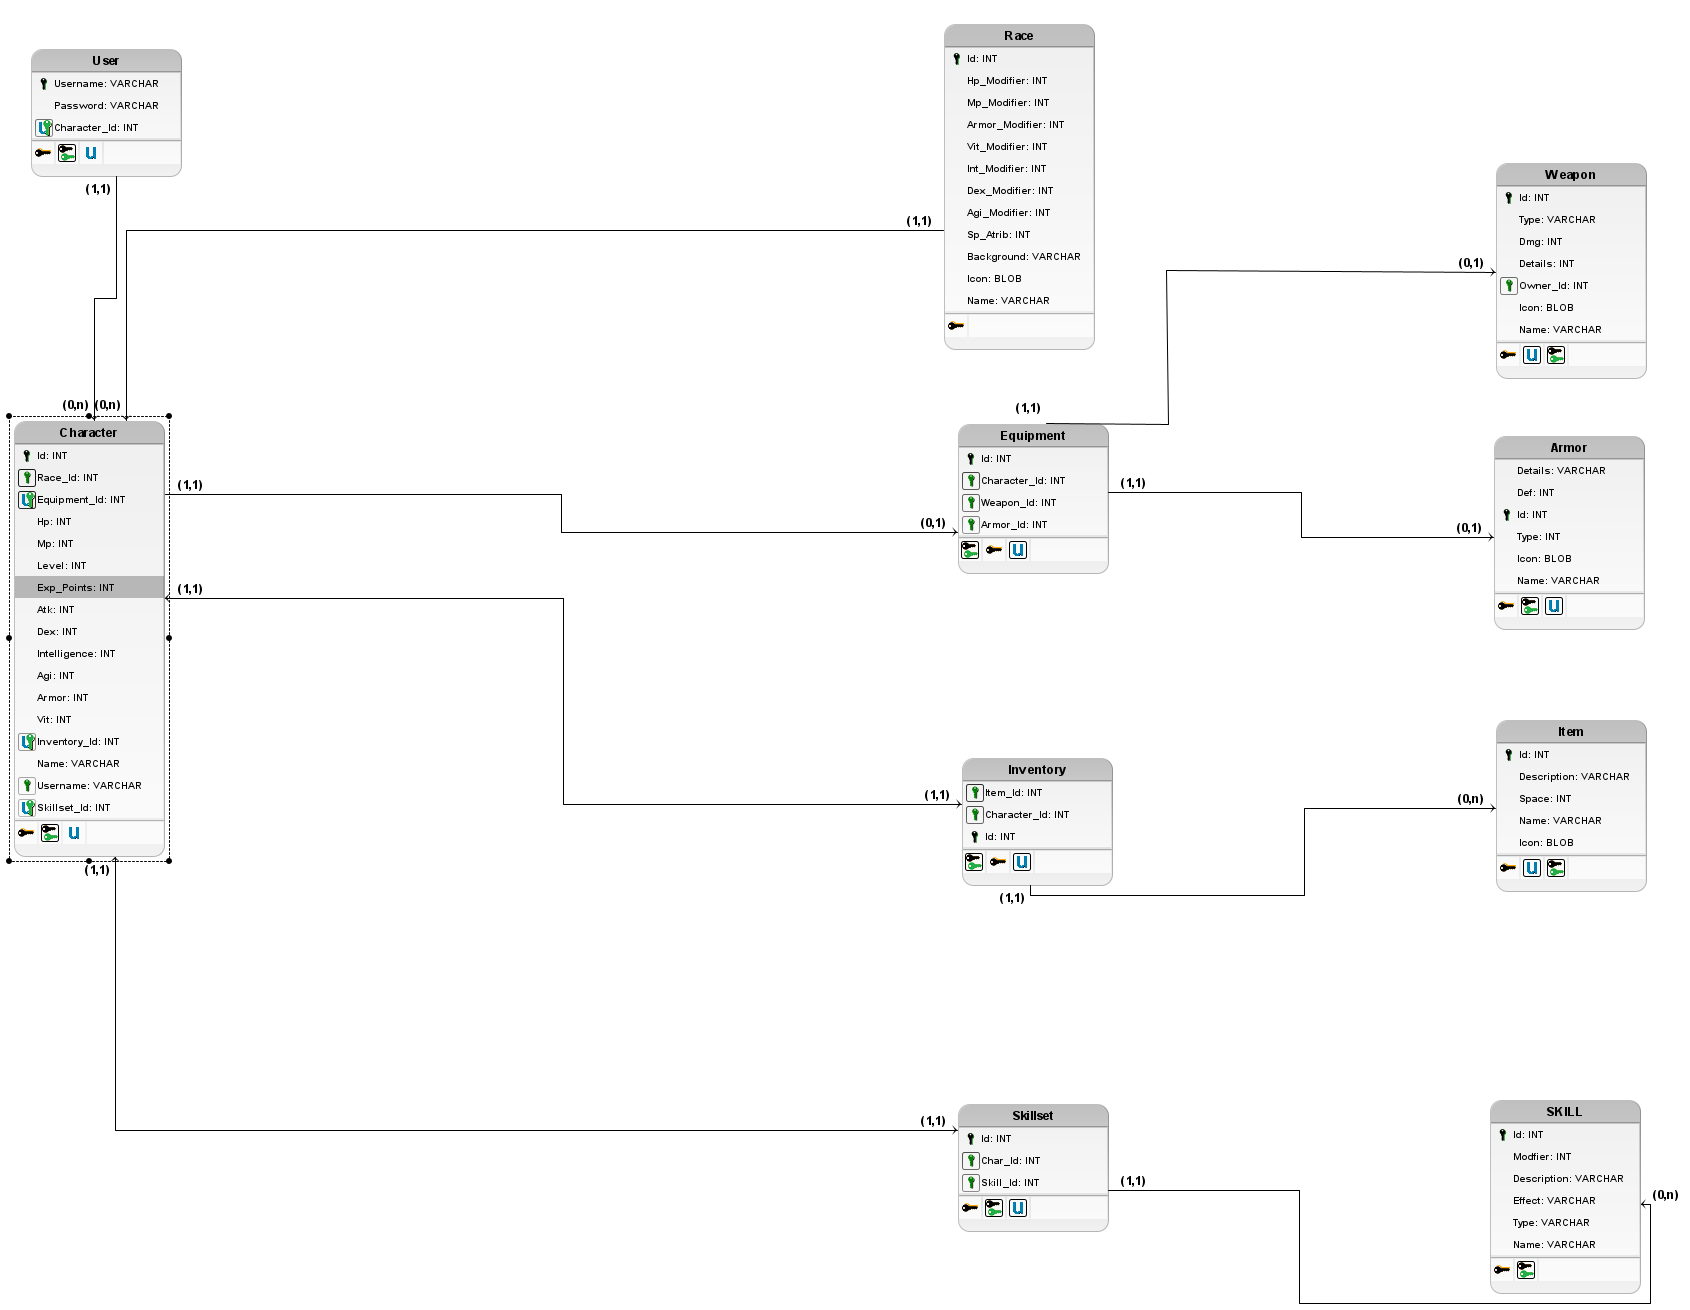 User
Username: VARCHAR
Password: VARCHAR
Character_Id: INT
U
(1,1)
Race
Id: INT
Hp_Modifier: INT
Mp_Modifier: INT
Armor_Modifier: INT
Vit_Modifier: INT
Int_Modifier: INT
Dex_Modifier: INT
Agi_Modifier: INT
Sp_Atrib: INT
Background: VARCHAR
Icon: BLOB
Name: VARCHAR
(1,1)
Weapon
Id: INT
Type: VARCHAR
Dmg: INT
Details: INT
Owner_Id: INT
Icon: BLOB
Name: VARCHAR
U
(0,1)
(0,n) (0,n)
Character
Id: INT
Race_Id: INT
Equipment_Id: INT
Hp: INT
Mp: INT
Level: INT
Exp_Points: INT
Atk: INT
Dex: INT
Intelligence: INT
Agi: INT
Armor: INT
Vit: INT
Inventory_Id: INT
Name: VARCHAR
Username: VARCHAR
Skillset_Id: INT
U
(1,1)
(1,1)
(1,1)
(1,1)
Equipment
Id: INT
Character_Id: INT
Weapon_Id: INT
Armor_Id: INT
U
(0,1)
(1,1)
Armor
Details: VARCHAR
Def: INT
Id: INT
Type: INT
Icon: BLOB
Name: VARCHAR
U
(0,1)
Inventory
Item_Id: INT
Character_Id: INT
Id: INT
U
(1,1)
(1,1)
Item
Id: INT
Description: VARCHAR
Space: INT
Name: VARCHAR
Icon: BLOB
U
(0,n)
Skillset
Id: INT
Char_Id: INT
Skill_Id: INT
U
(1,1)
(1,1)
SKILL
Id: INT
Modfier: INT
Description: VARCHAR
Effect: VARCHAR
Type: VARCHAR
Name: VARCHAR
(0,n)